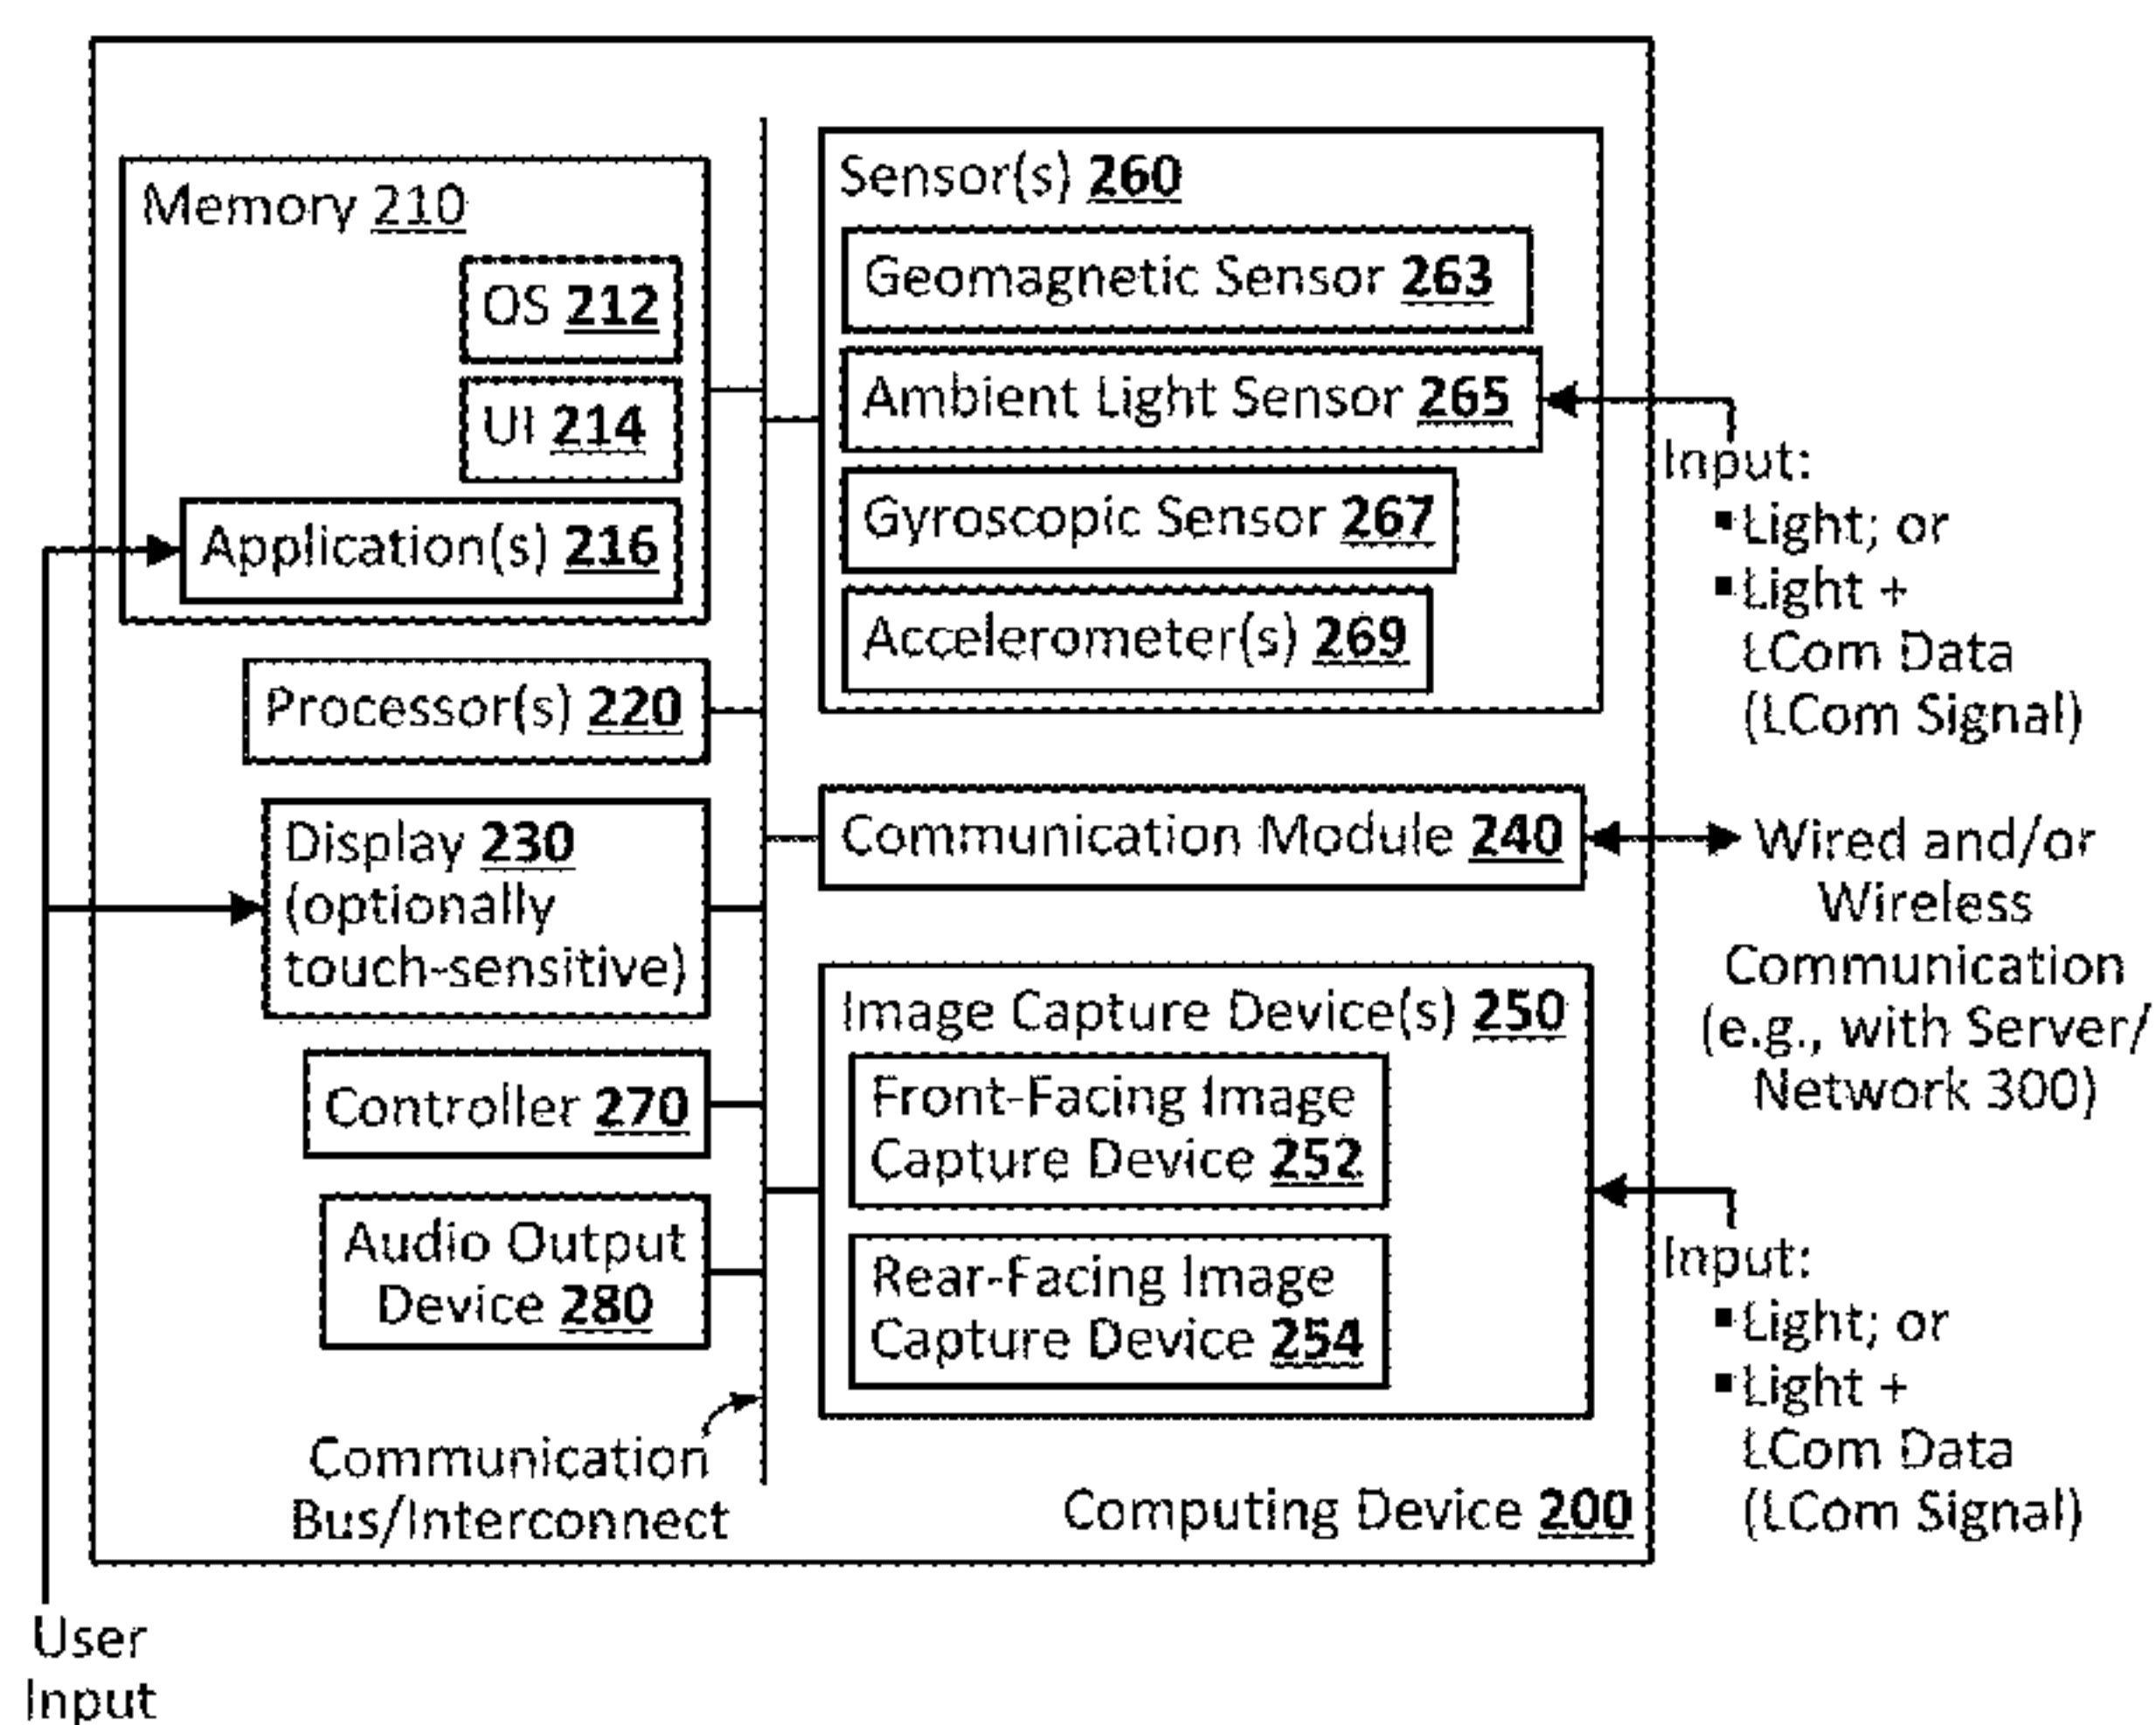 Memory 210
OS 212
UI 214
Application(s) 216
Processor(s) 220
Display 230
(optionally
touch-sensitive)
Controller 270
Audio Output
Device 280
Communication
Bus/Interconnect
User
Input
Sensor(s) 260
Geomagnetic Sensor 263
Ambient Light Sensor 265
Gyroscopic Sensor 267
Accelerometer(s) 269
Communication Module 240
Image Capture Device(s) 250
Front-Facing Image
Capture Device 252
Rear-Facing Image
Capture Device 254
Computing Device 200
Input:
▪Light; or
▪Light +
LCom Data
(LCom Signal)
Wired and/or
Wireless
Communication
(e.g., with Server/
Network 300)
Input:
▪Light; or
▪Light +
LCom Data
(LCom Signal)